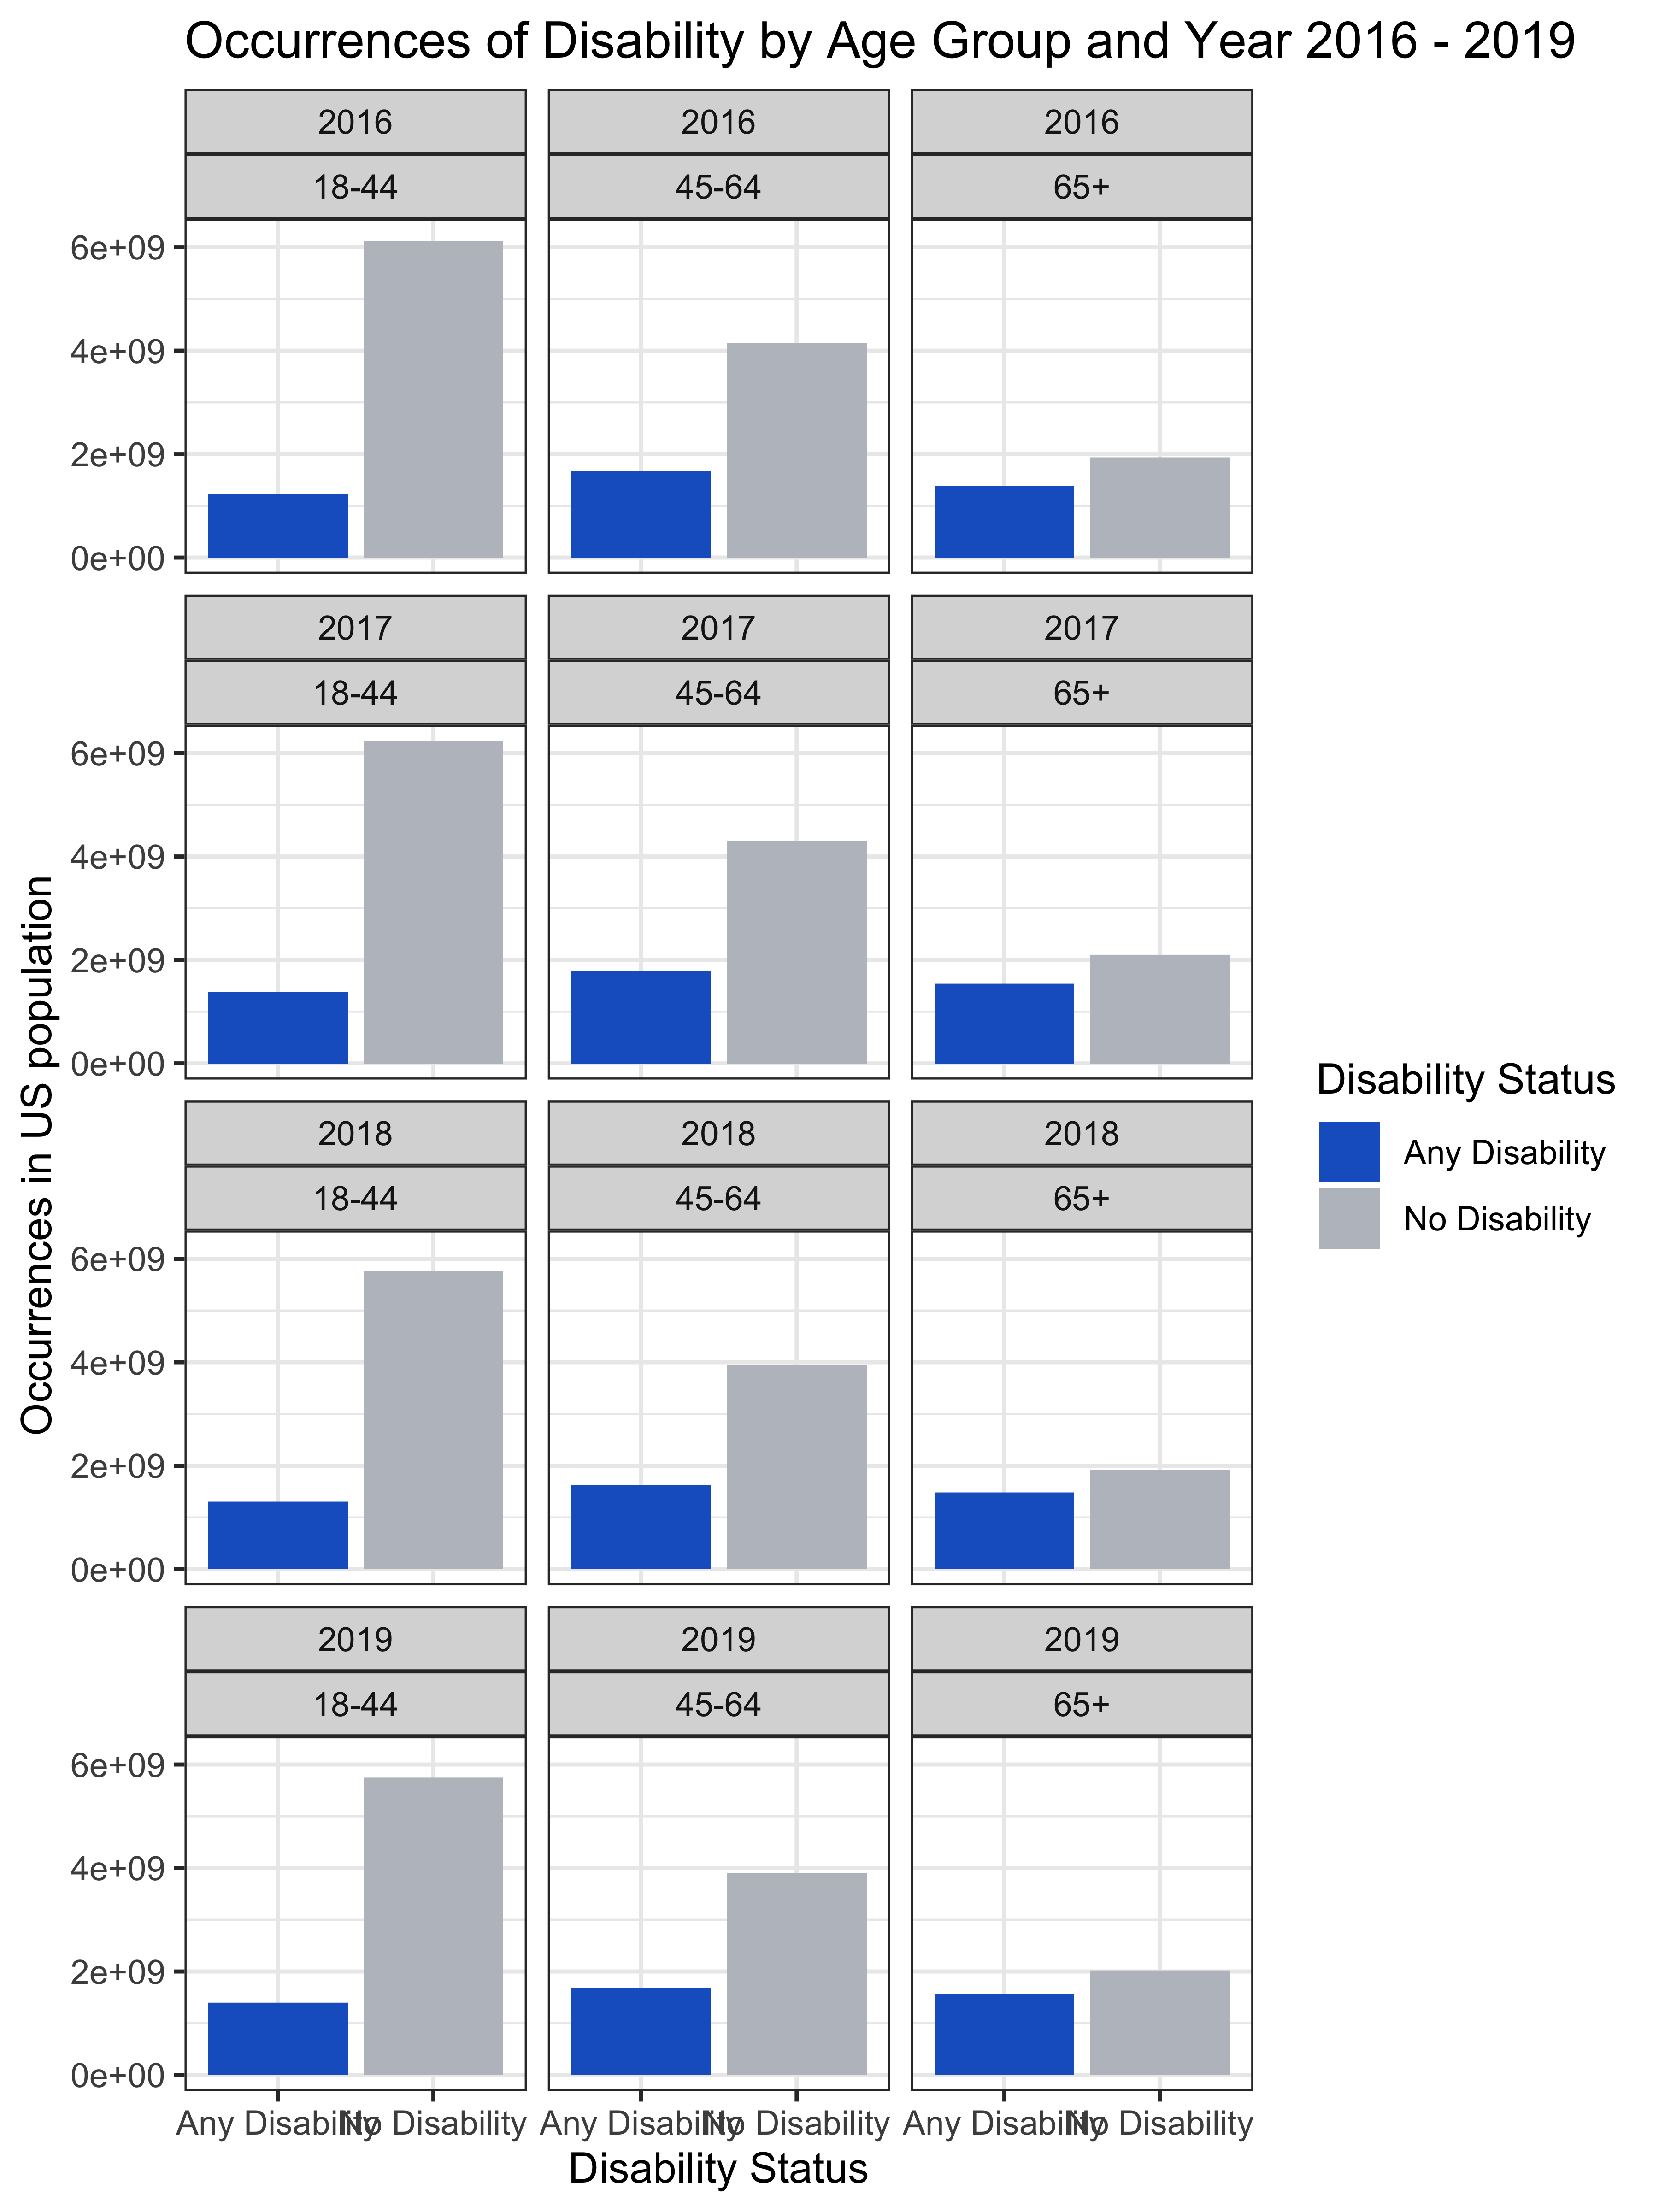 Occurrences of Disability by Age Group and Year 2016 - 2019
2016 2016 2016
18-44 45-64 65+
6e+09
4e+09
2e+09
0e+00
2017 2017 2017
18-44 45-64 65+
6e+09
4e+09
2e+09
0e+00
2018 2018 2018
18-44 45-64 65+
6e+09
4e+09
2e+09
0e+00
2019 2019 2019
18-44 45-64 65+
6e+09
4e+09
2e+09
0e+00
Any Disability No Disability Any Disability No Disability Any Disability No Disability
Disability Status
Occurrences in US population
Disability Status
Any Disability
No Disability